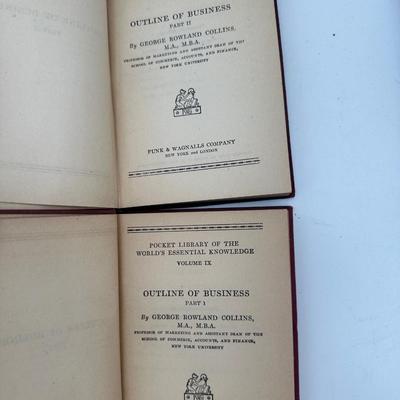 OUTLINE OF BUSINESS
PART II
By GEORGE ROWLAND COLLINS,
M.A., M.B.A.
PROFESSOR OF MARKETING AND ASSISTANT DEAN OF THE
SCHOOL OF COMMERCE, ACCOUNTS, AND FINANCE,
NEW YORK UNIVERSITY
FUNK & WAGNALLS COMPANY
NEW YORK and LONDON
POCKET LIBRARY OF THE
WORLD'S ESSENTIAL KNOWLEDGE
VOLUME IX
OUTLINE OF BUSINESS
PART I
By GEORGE ROWLAND COLLINS,
M.A., M.B.A.
PROFESSOR OF MARKETING AND ASSISTANT DEAN OF THE
SCHOOL OF COMMERCE, ACCOUNTS, AND FINANCE,
NEW YORK UNIVERSITY